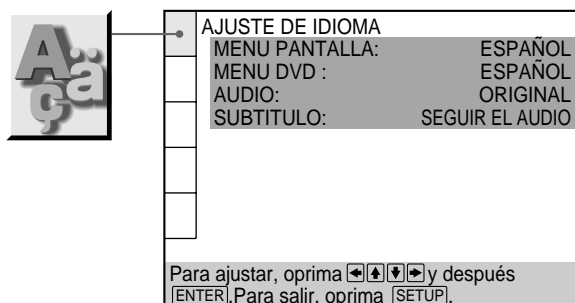 Aäç
AJUSTE DE IDIOMA
MENU PANTALLA: ESPAÑOL
MENU DVD : ESPAÑOL
AUDIO: ORIGINAL
SUBTITULO: SEGUIR EL AUDIO
Para ajustar, oprima ←↑↓→ y después
ENTER.Para salir, oprima SETUP.